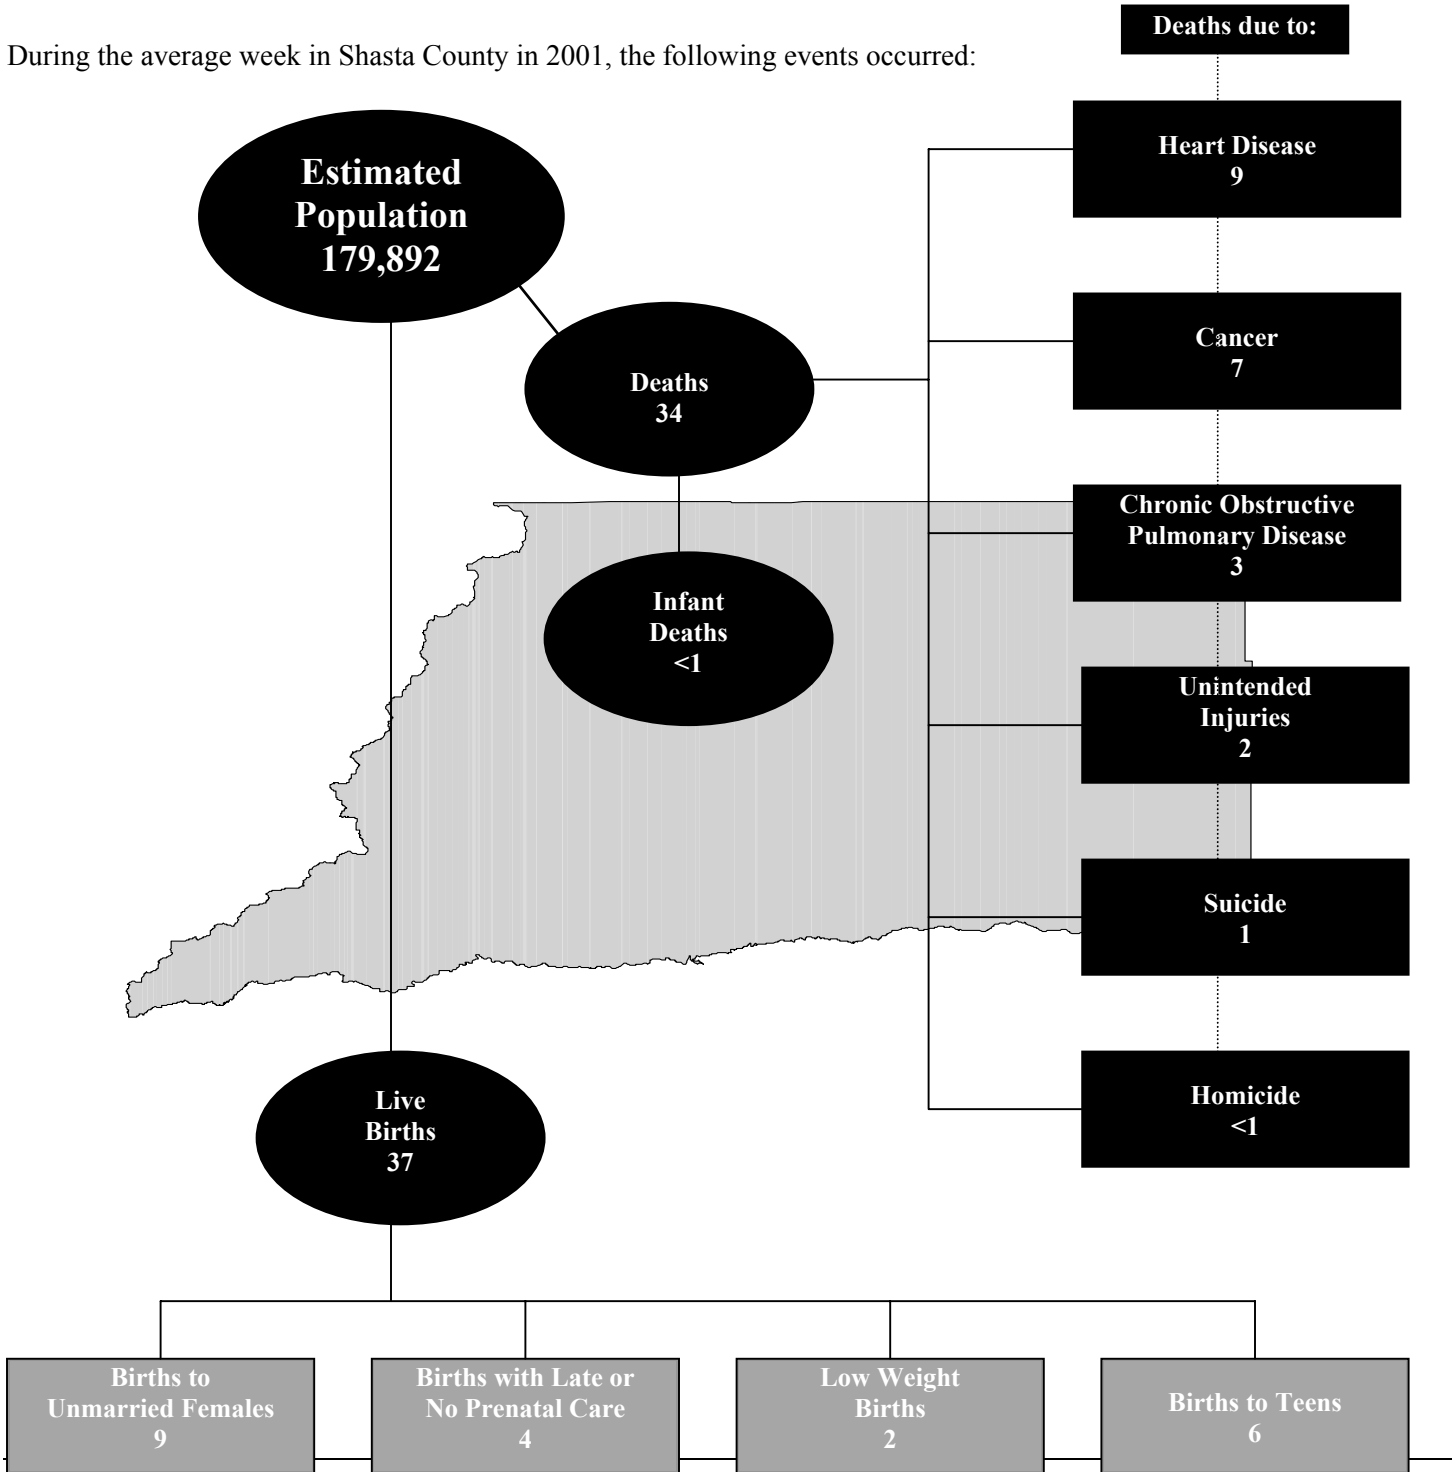 During the average week in Shasta County in 2001, the following events occurred:
Deaths due to:
Estimated
Population
179,892
Deaths
34
Infant
Deaths
<1
Heart Disease
9
Cancer
7
Chronic Obstructive
Pulmonary Disease
3
Unintended
Injuries
2
Suicide
1
Homicide
<1
Live
Births
37
Births to
Unmarried Females
9
Births with Late or
No Prenatal Care
4
Low Weight
Births
2
Births to Teens
6